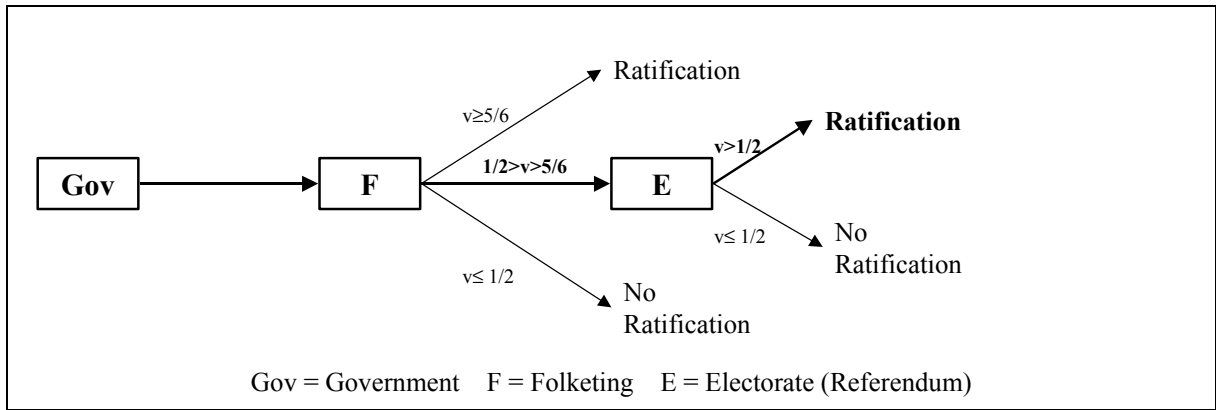 Ratification
v≥5/6
Ratification
v>1/2
1/2>v>5/6
Gov
F
E
v≤ 1/2
No
Ratification
v≤ 1/2
No
Ratification
Gov = Government F = Folketing E = Electorate (Referendum)